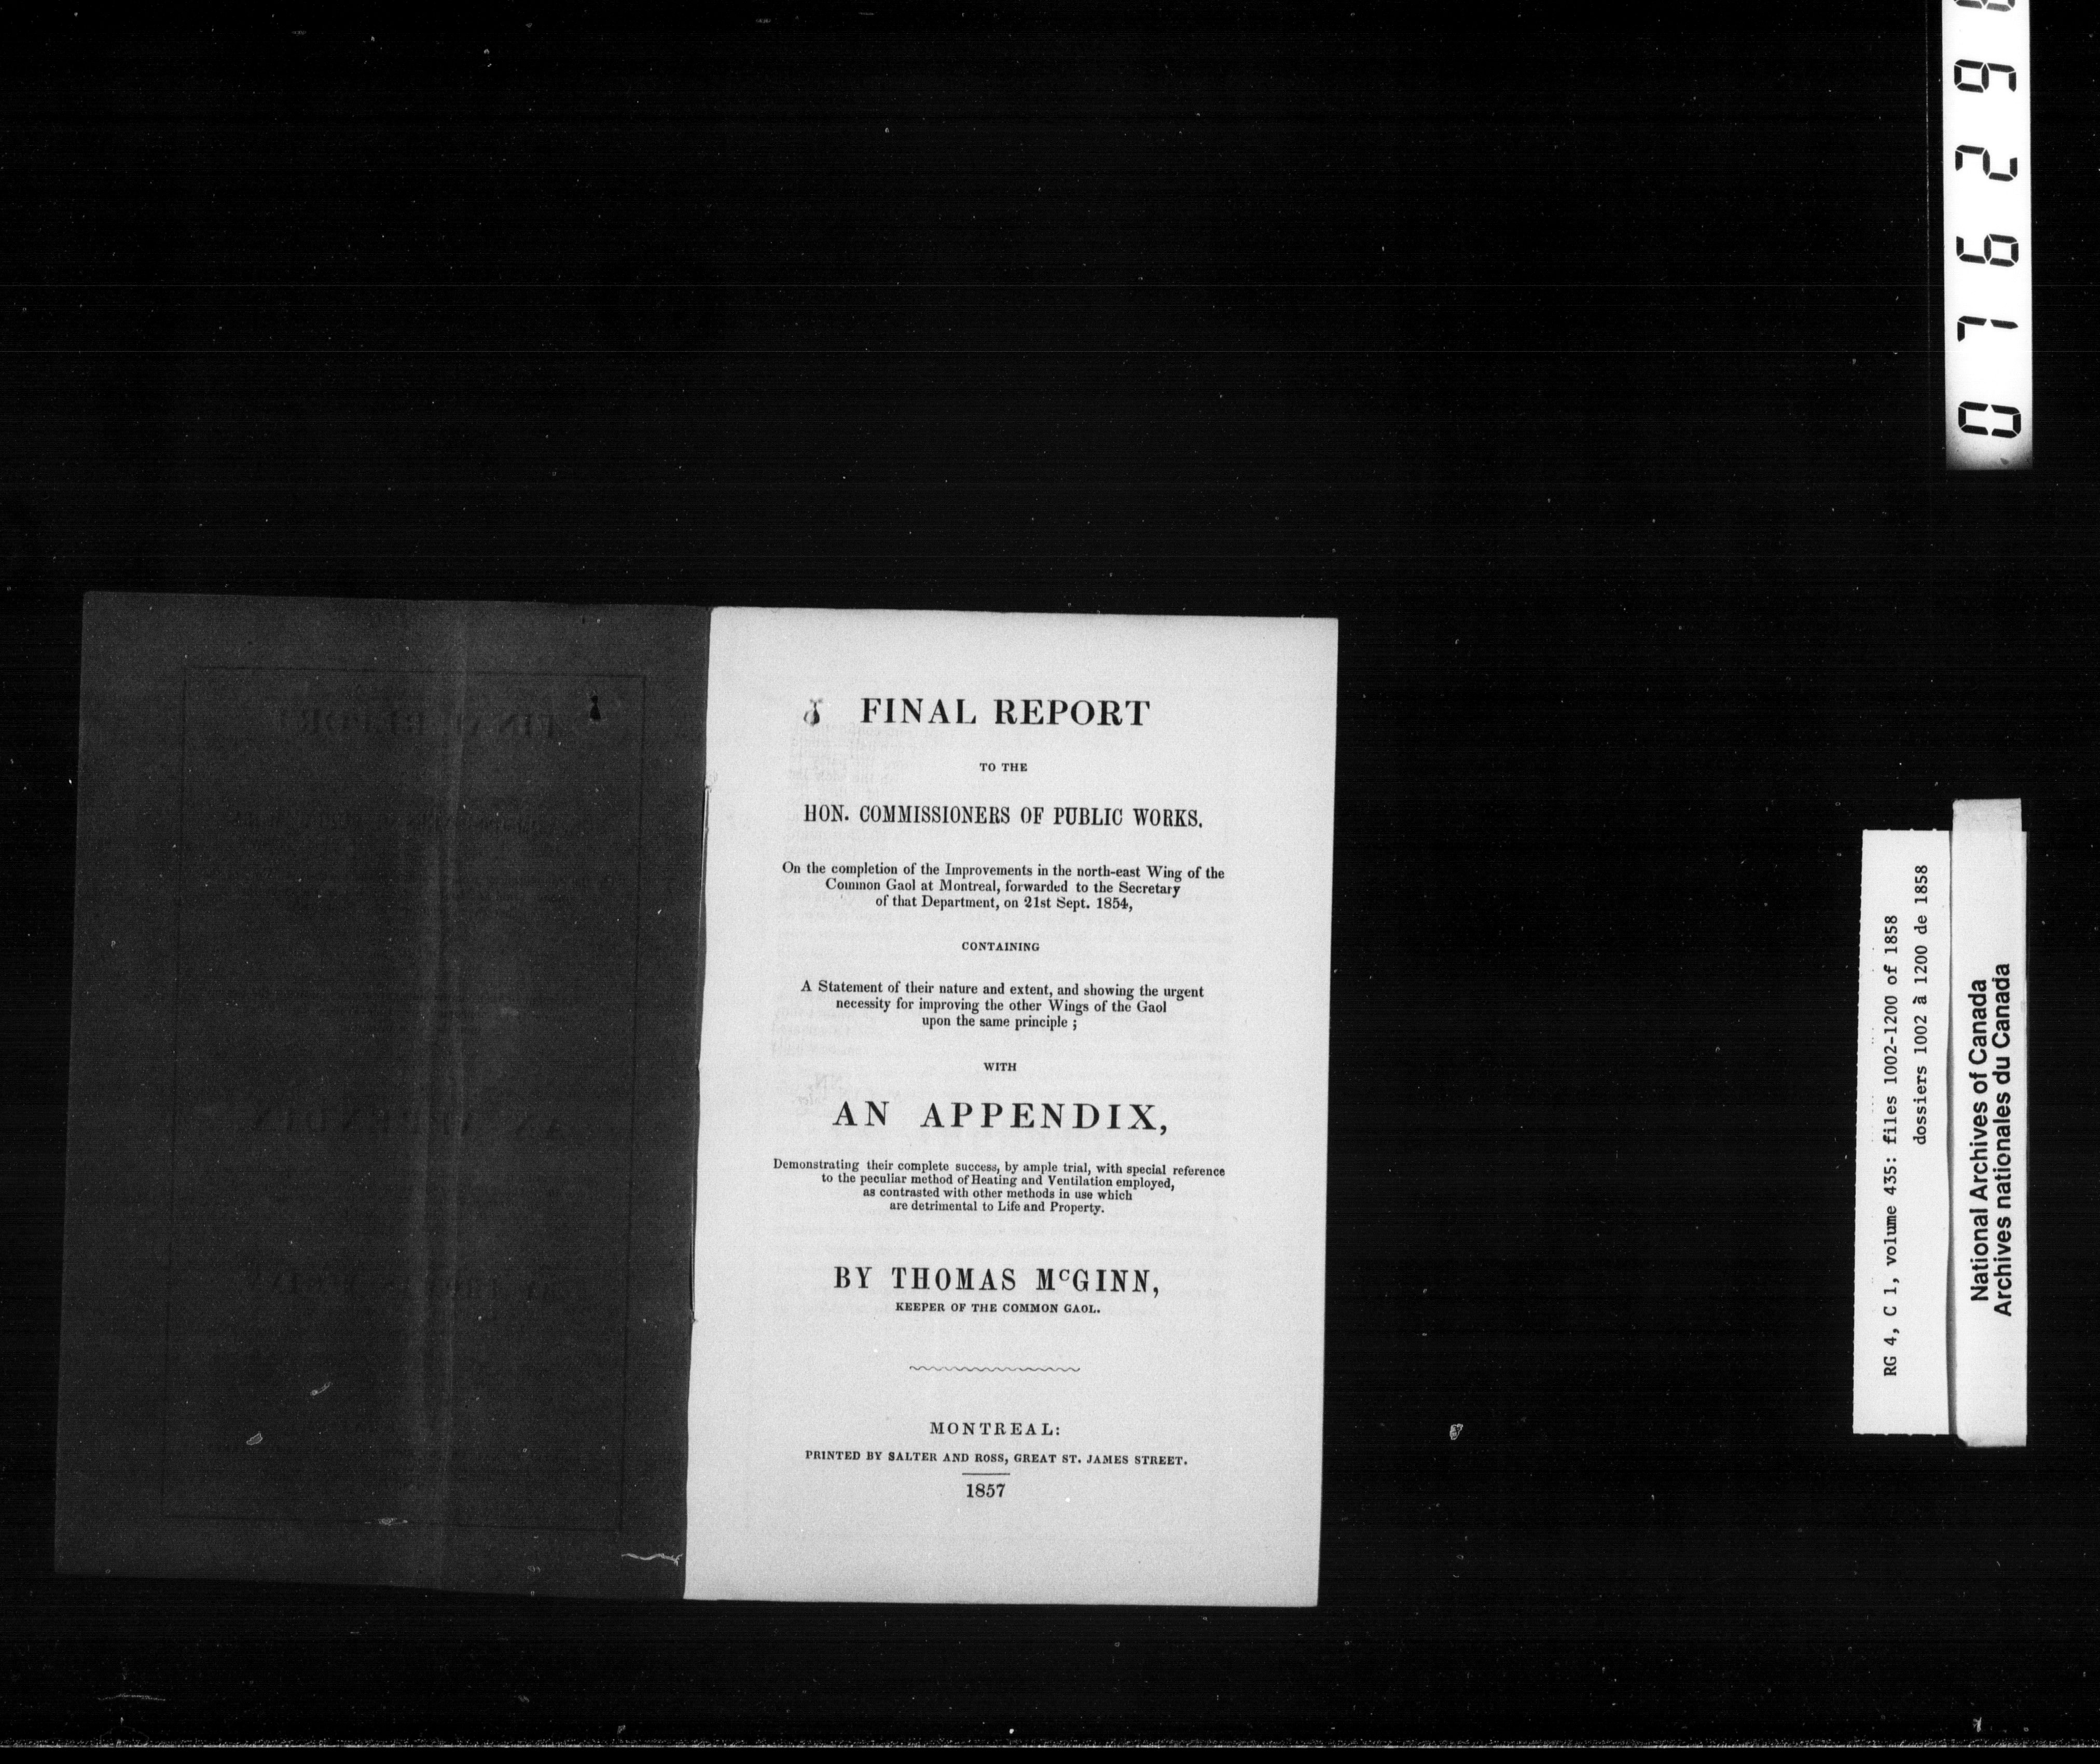 FINAL REPORT
TO THE
HON. COMMISSIONERS OF PUBLIC WORKS.
On the completion of the Improvements in the north-east Wing of the
Common Gaol at Montreal, forwarded to the Secretary
of that Department, on 21st Sept. 1854,
CONTAINING
A Statement of their nature and extent, and showing the urgent
necessity for improving the other Wings of the Gaol
upon the same principle ;
WITH
AN APPENDIX,
Demonstrating their complete success, by ample trial, with special reference
to the peculiar method of Heating and Ventilation employed,
as contrasted with other methods in use which
are detrimental to Life and Property.
BY THOMAS McGINN,
KEEPER OF THE COMMON GAOL.
MONTREAL:
PRINTED BY SALTER AND ROSS, GREAT ST. JAMES STREET.
1857
07629
RG 4, C 1, volume 435: files 1002-1200 of 1858
dossiers 1002 à 1200 de 1858
National Archives of Canada
Archives nationales du Canada